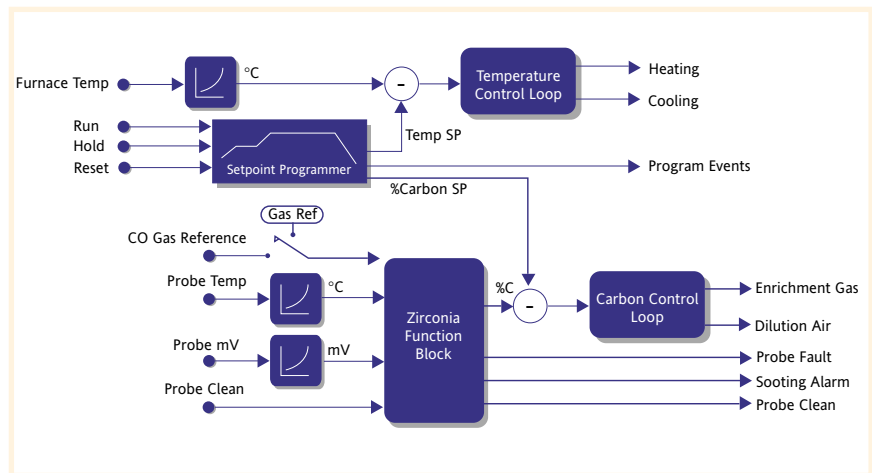 Furnace Temp
°C
-
Temperature
Control Loop
Heating
Cooling
Run
Hold
Reset
Setpoint Programmer
Temp SP
Program Events
%Carbon SP
Gas Ref
CO Gas Reference
Probe Temp
°C
Probe mV
mV
Probe Clean
Zirconia
Function
Block
%C
-
Carbon Control
Loop
Enrichment Gas
Dilution Air
Probe Fault
Sooting Alarm
Probe Clean